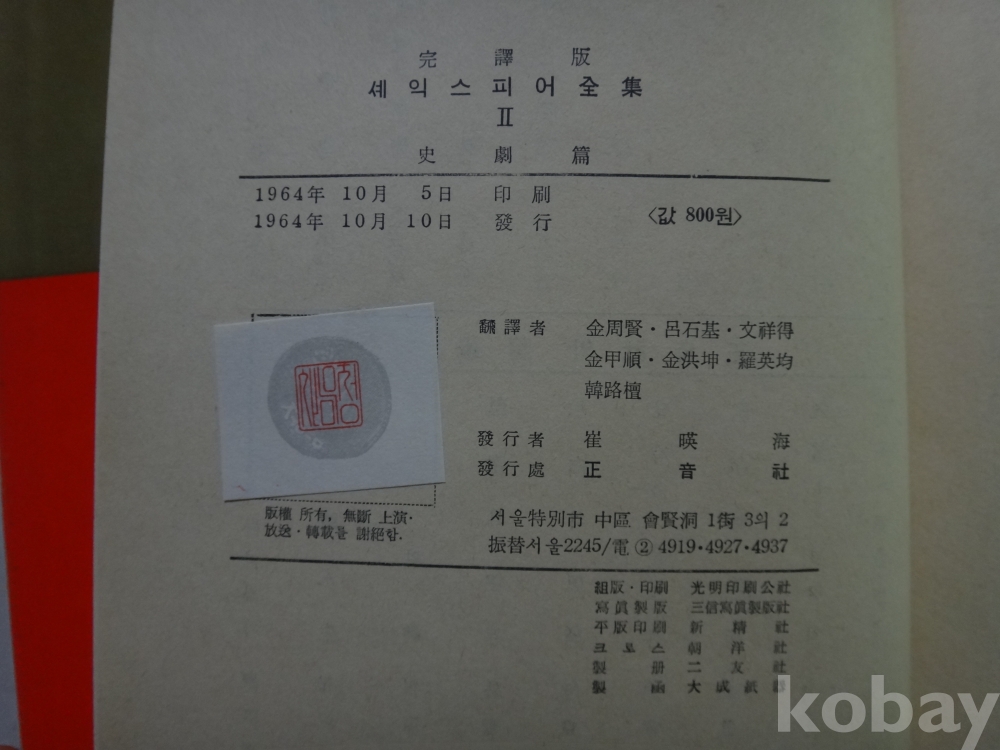 完譯版
셰익스피어全集
II
史劇篇
1964年 10月 5日 印刷
1964年 10月 10日 發行
〈값 800원〉
翻譯者 金周賢·呂石基·文祥得
金甲順·金洪坤·羅英均
韓路檀
發行者 崔暎海
發行處 正音社
版權 所有, 無斷 上演·
放送·轉載를 謝絕함.
서울特別市 中區 會賢洞 1街 3의 2
振替서울2245/電 ② 4919·4927·4937
組版·印刷 光明印刷公社
寫眞製版 三信寫眞製版社
平版印刷 新精社
크로스 朝洋社
製册 二友社
製函 大成紙器
kobay